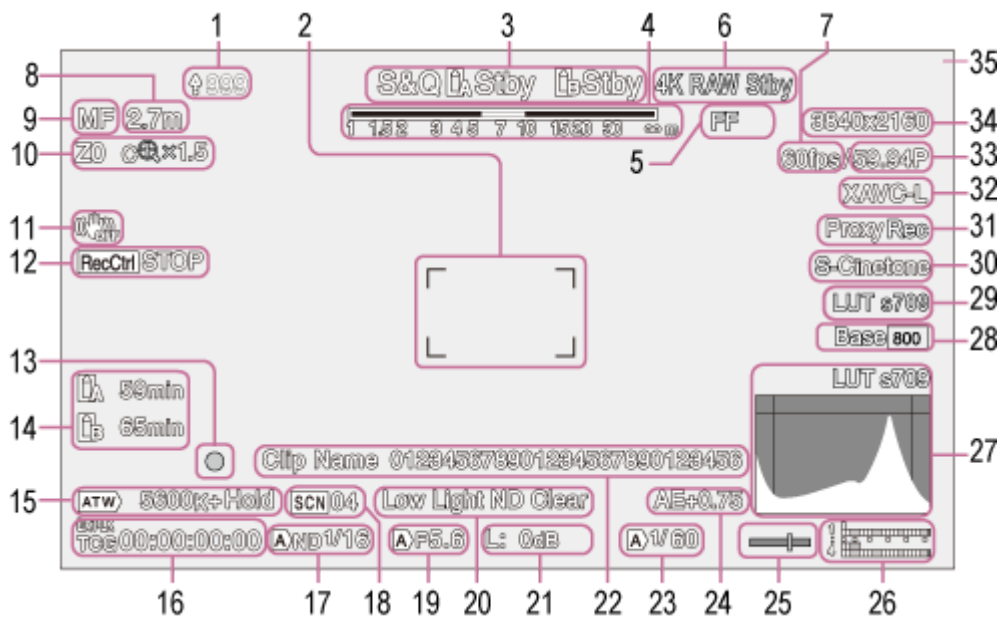 1 2 3 4 6 7
8 999 S&Q A Stby B Stby 4K RAW Stby 35
9 MF 2.7m 1 1.5 2 3 4 5 7 10 15 20 30 ∞ m FF 3840x2160 34
10 Z0 C ×1.5 5 60fps/59.94P 33
XAVC-L 32
11 OFF Proxy Rec 31
12 RecCtrl STOP S-Cinetone 30
LUT s709 29
Base 800 28
13 LUT s709
A 59min
14 B 65min 27
Clip Name 012345678901234567890123456
15 ATW 5600K+Hold SCN 04 Low Light ND Clear AE+0.75
TCG 00:00:00:00 A ND1/16 A F5.6 L: 0dB A 1/60 1 4
16 17 18 19 20 21 22 23 24 25 26